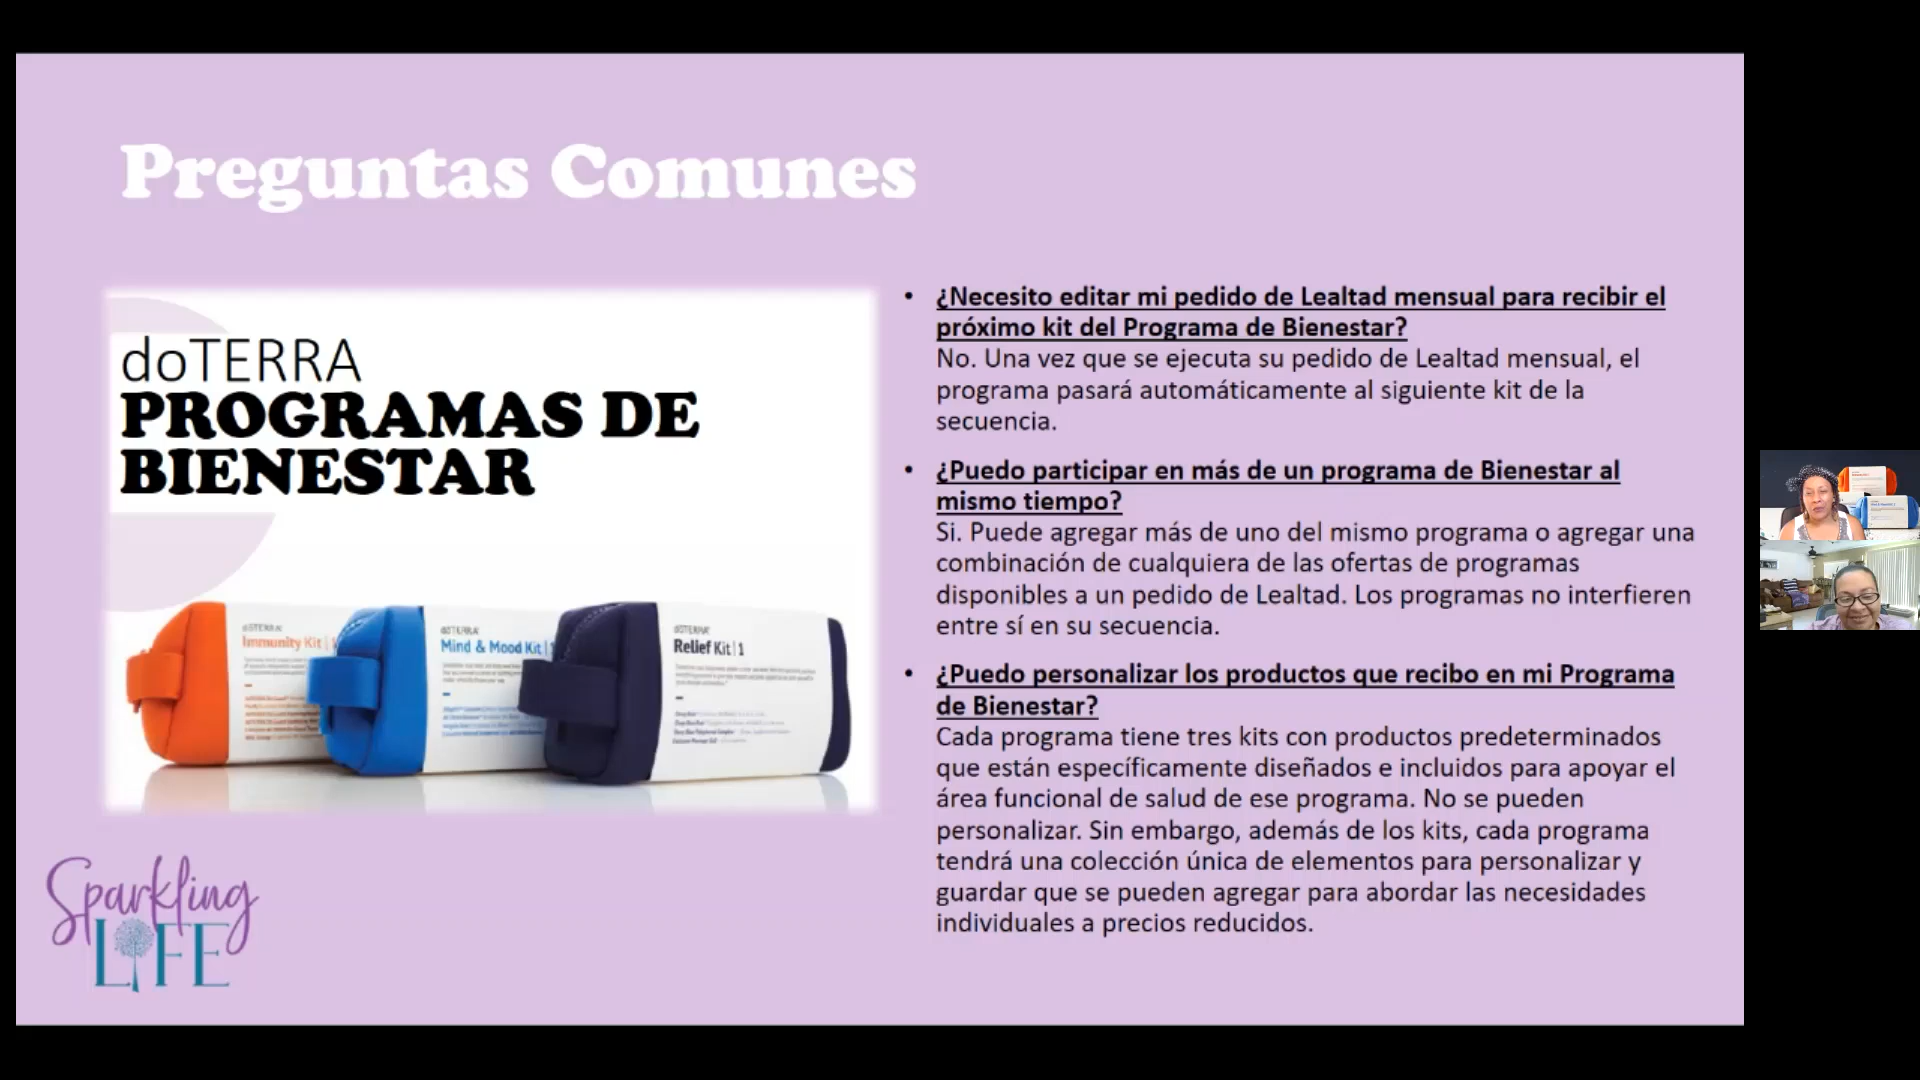 Preguntas Comunes
doTERRA
PROGRAMAS DE
BIENESTAR
dōTERRA
Immunity Kit |
dōTERRA
Mind & Mood Kit | 1
dōTERRA
Relief Kit | 1
Sparkling
LIFE
• ¿Necesito editar mi pedido de Lealtad mensual para recibir el
próximo kit del Programa de Bienestar?
No. Una vez que se ejecuta su pedido de Lealtad mensual, el
programa pasará automáticamente al siguiente kit de la
secuencia.
• ¿Puedo participar en más de un programa de Bienestar al
mismo tiempo?
Si. Puede agregar más de uno del mismo programa o agregar una
combinación de cualquiera de las ofertas de programas
disponibles a un pedido de Lealtad. Los programas no interfieren
entre sí en su secuencia.
• ¿Puedo personalizar los productos que recibo en mi Programa
de Bienestar?
Cada programa tiene tres kits con productos predeterminados
que están específicamente diseñados e incluidos para apoyar el
área funcional de salud de ese programa. No se pueden
personalizar. Sin embargo, además de los kits, cada programa
tendrá una colección única de elementos para personalizar y
guardar que se pueden agregar para abordar las necesidades
individuales a precios reducidos.